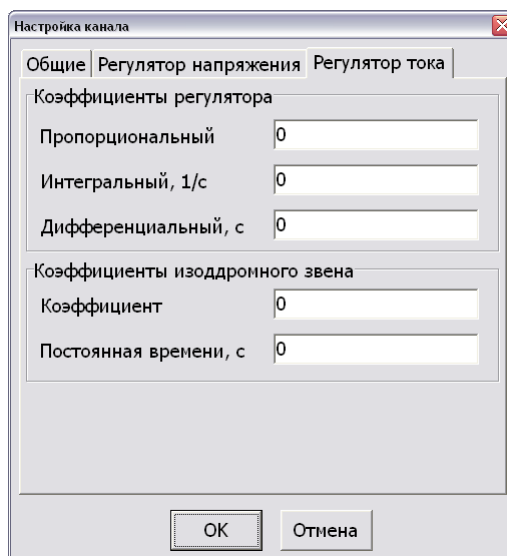 Настройка канала
Общие Регулятор напряжения Регулятор тока
Коэффициенты регулятора
Пропорциональный 0
Интегральный, 1/с 0
Дифференциальный, с 0
Коэффициенты изоддромного звена
Коэффициент 0
Постоянная времени, с 0
OK Отмена